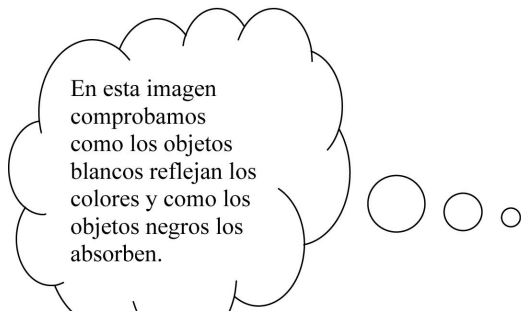 En esta imagen
comprobamos
como los objetos
blancos reflejan los
colores y como los
objetos negros los
absorben.